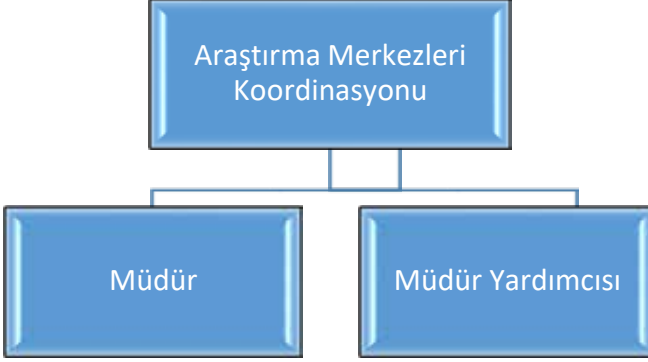 Araştırma Merkezleri
Koordinasyonu
Müdür
Müdür Yardımcısı